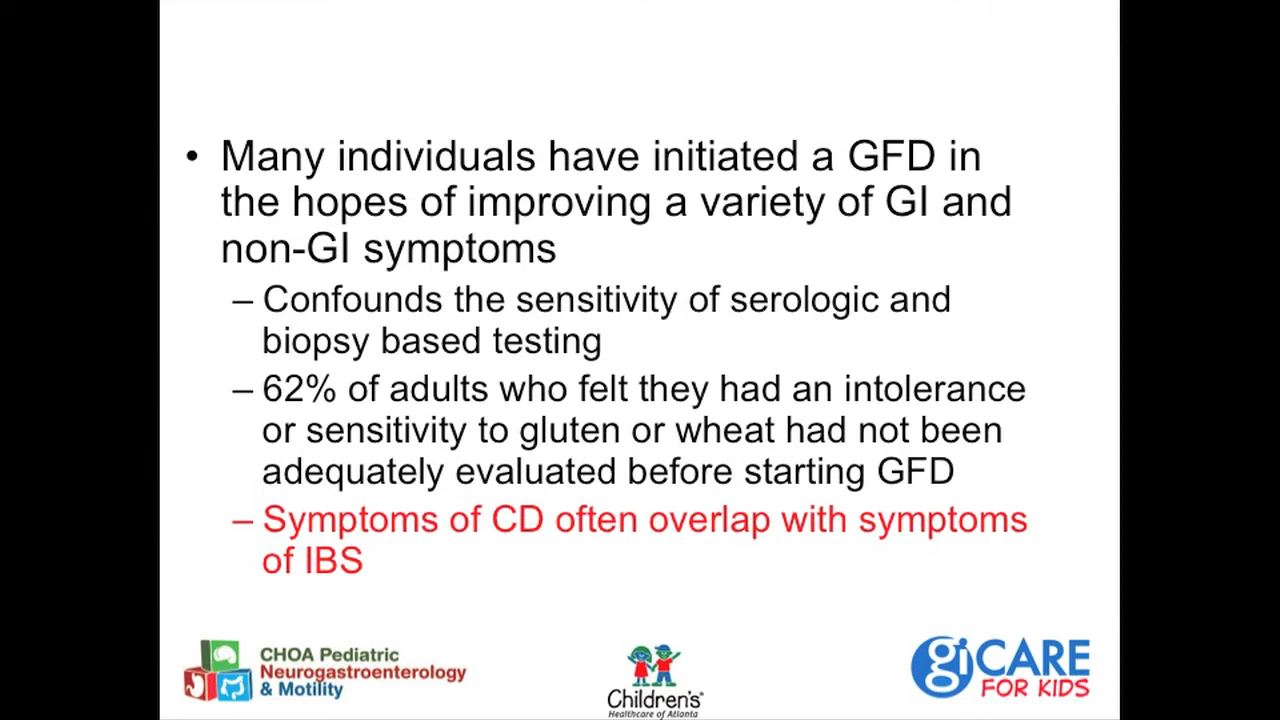 • Many individuals have initiated a GFD in
the hopes of improving a variety of GI and
non-GI symptoms
– Confounds the sensitivity of serologic and
biopsy based testing
– 62% of adults who felt they had an intolerance
or sensitivity to gluten or wheat had not been
adequately evaluated before starting GFD
– Symptoms of CD often overlap with symptoms
of IBS
CHOA Pediatric
Neurogastroenterology
& Motility
Children's®
Healthcare of Atlanta
gi CARE
FOR KIDS